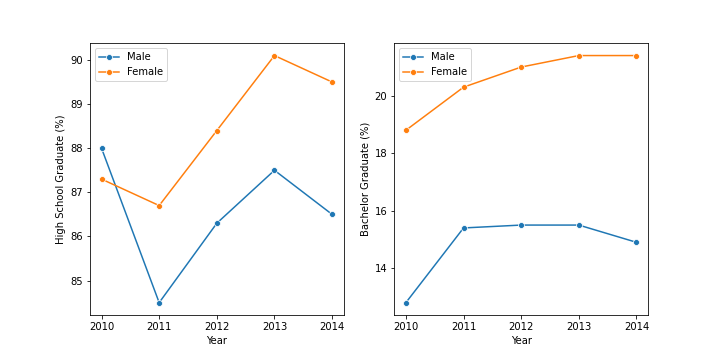 Male
Female
High School Graduate (%)
90
89
88
87
86
85
2010 2011 2012 2013 2014
Year
Male
Female
Bachelor Graduate (%)
20
18
16
14
2010 2011 2012 2013 2014
Year